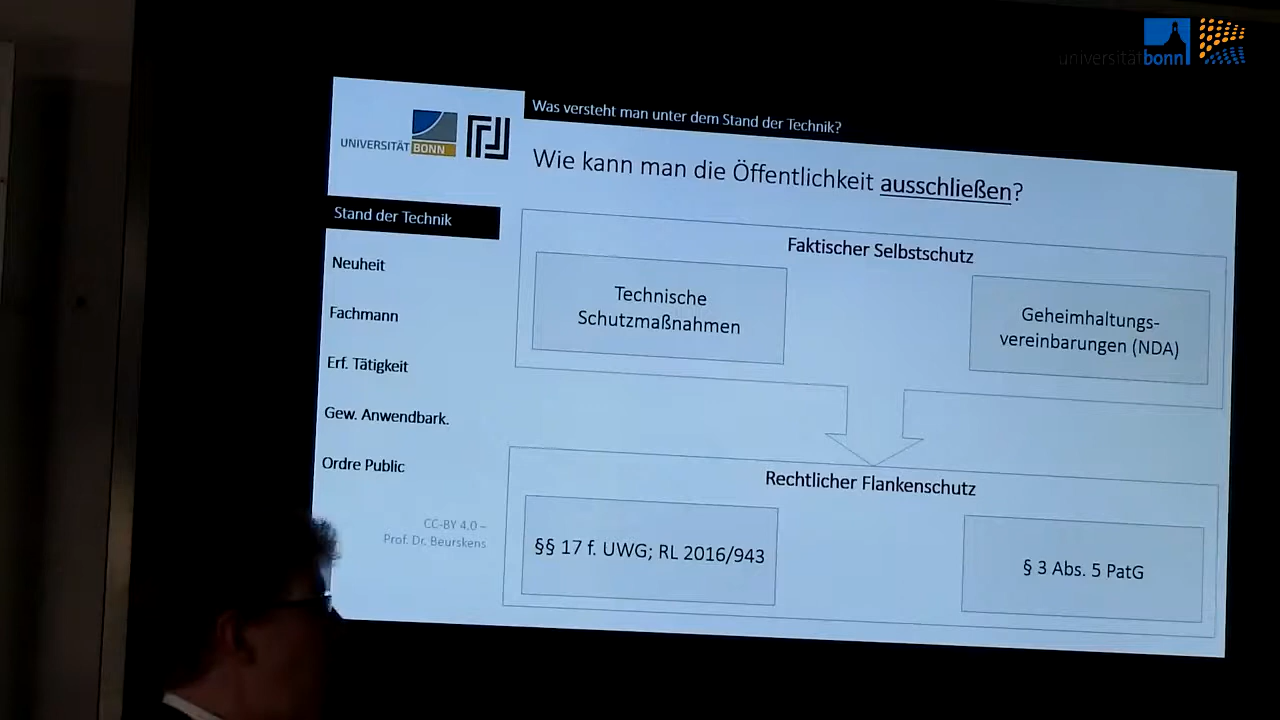 universitätbonn
Was versteht man unter dem Stand der Technik?
UNIVERSITÄT BONN
Wie kann man die Öffentlichkeit ausschließen?
Stand der Technik
Neuheit
Fachmann
Erf. Tätigkeit
Gew. Anwendbark.
Ordre Public
CC-BY 4.0 –
Prof. Dr. Beurskens
Faktischer Selbstschutz
Technische
Schutzmaßnahmen
Geheimhaltungs-
vereinbarungen (NDA)
Rechtlicher Flankenschutz
§§ 17 f. UWG; RL 2016/943
§ 3 Abs. 5 PatG